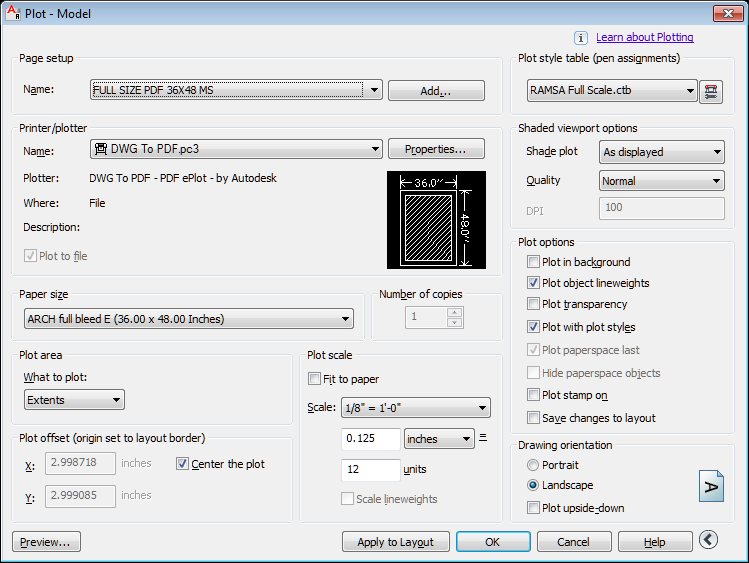 Plot - Model
Learn about Plotting
Page setup
Name: FULL SIZE PDF 36X48 MS Add...
Printer/plotter
Name: DWG To PDF.pc3 Properties...
Plotter: DWG To PDF - PDF ePlot - by Autodesk
Where: File
Description:
Plot to file
36.0''
48.0''
Paper size
ARCH full bleed E (36.00 x 48.00 Inches)
Number of copies
1
Plot area
What to plot:
Extents
Plot offset (origin set to layout border)
X: 2.998718 inches Center the plot
Y: 2.999085 inches
Plot scale
Fit to paper
Scale: 1/8" = 1'-0"
0.125 inches =
12 units
Scale lineweights
Plot style table (pen assignments)
RAMSA Full Scale.ctb
Shaded viewport options
Shade plot As displayed
Quality Normal
DPI 100
Plot options
Plot in background
Plot object lineweights
Plot transparency
Plot with plot styles
Plot paperspace last
Hide paperspace objects
Plot stamp on
Save changes to layout
Drawing orientation
Portrait
Landscape
Plot upside-down
A
Preview... Apply to Layout OK Cancel Help